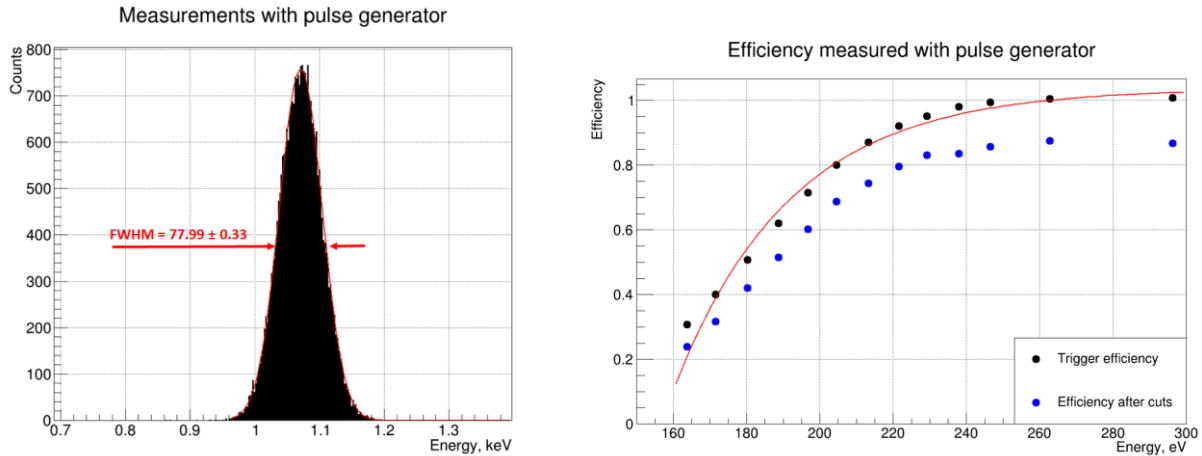 Measurements with pulse generator
Counts
800
700
600
500
400
300
200
100
0
FWHM = 77.99 ± 0.33
0.7 0.8 0.9 1 1.1 1.2 1.3
Energy, keV
Efficiency measured with pulse generator
Efficiency
1
0.8
0.6
0.4
0.2
0
Trigger efficiency
Efficiency after cuts
160 180 200 220 240 260 280 300
Energy, eV